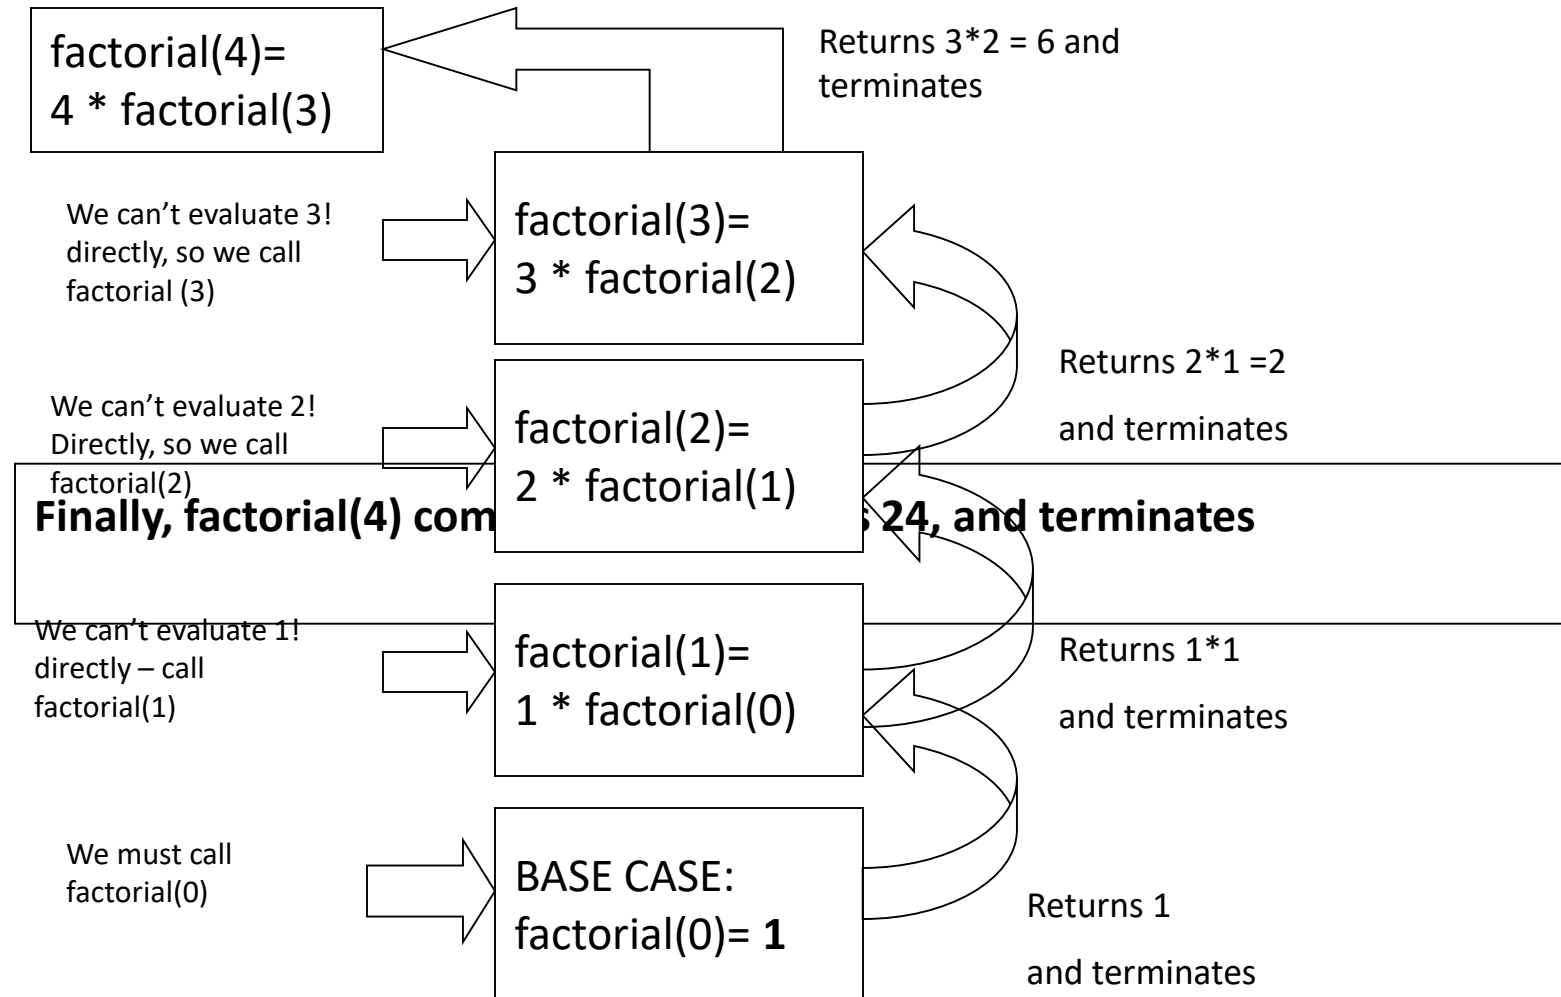 factorial(4)=
4 * factorial(3)
Returns 3*2 = 6 and
terminates
We can’t evaluate 3!
directly, so we call
factorial (3)
factorial(3)=
3 * factorial(2)
Returns 2*1 =2
and terminates
We can’t evaluate 2!
Directly, so we call
factorial(2)
factorial(2)=
2 * factorial(1)
Finally, factorial(4) 24, and terminates
We can’t evaluate 1!
directly – call
factorial(1)
factorial(1)=
1 * factorial(0)
Returns 1*1
and terminates
We must call
factorial(0)
BASE CASE:
factorial(0)= 1
Returns 1
and terminates